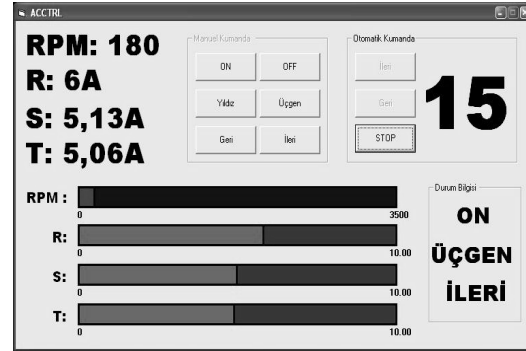 ACCTRL
RPM: 180
R: 6A
S: 5,13A
T: 5,06A
Manuel Kumanda
ON OFF
Yıldız Üçgen
Geri İleri
Otomatik Kumanda
İleri
Geri
STOP
15
RPM :
0 3500
R:
0 10.00
S:
0 10.00
T:
0 10.00
Durum Bilgisi
ON
ÜÇGEN
İLERİ